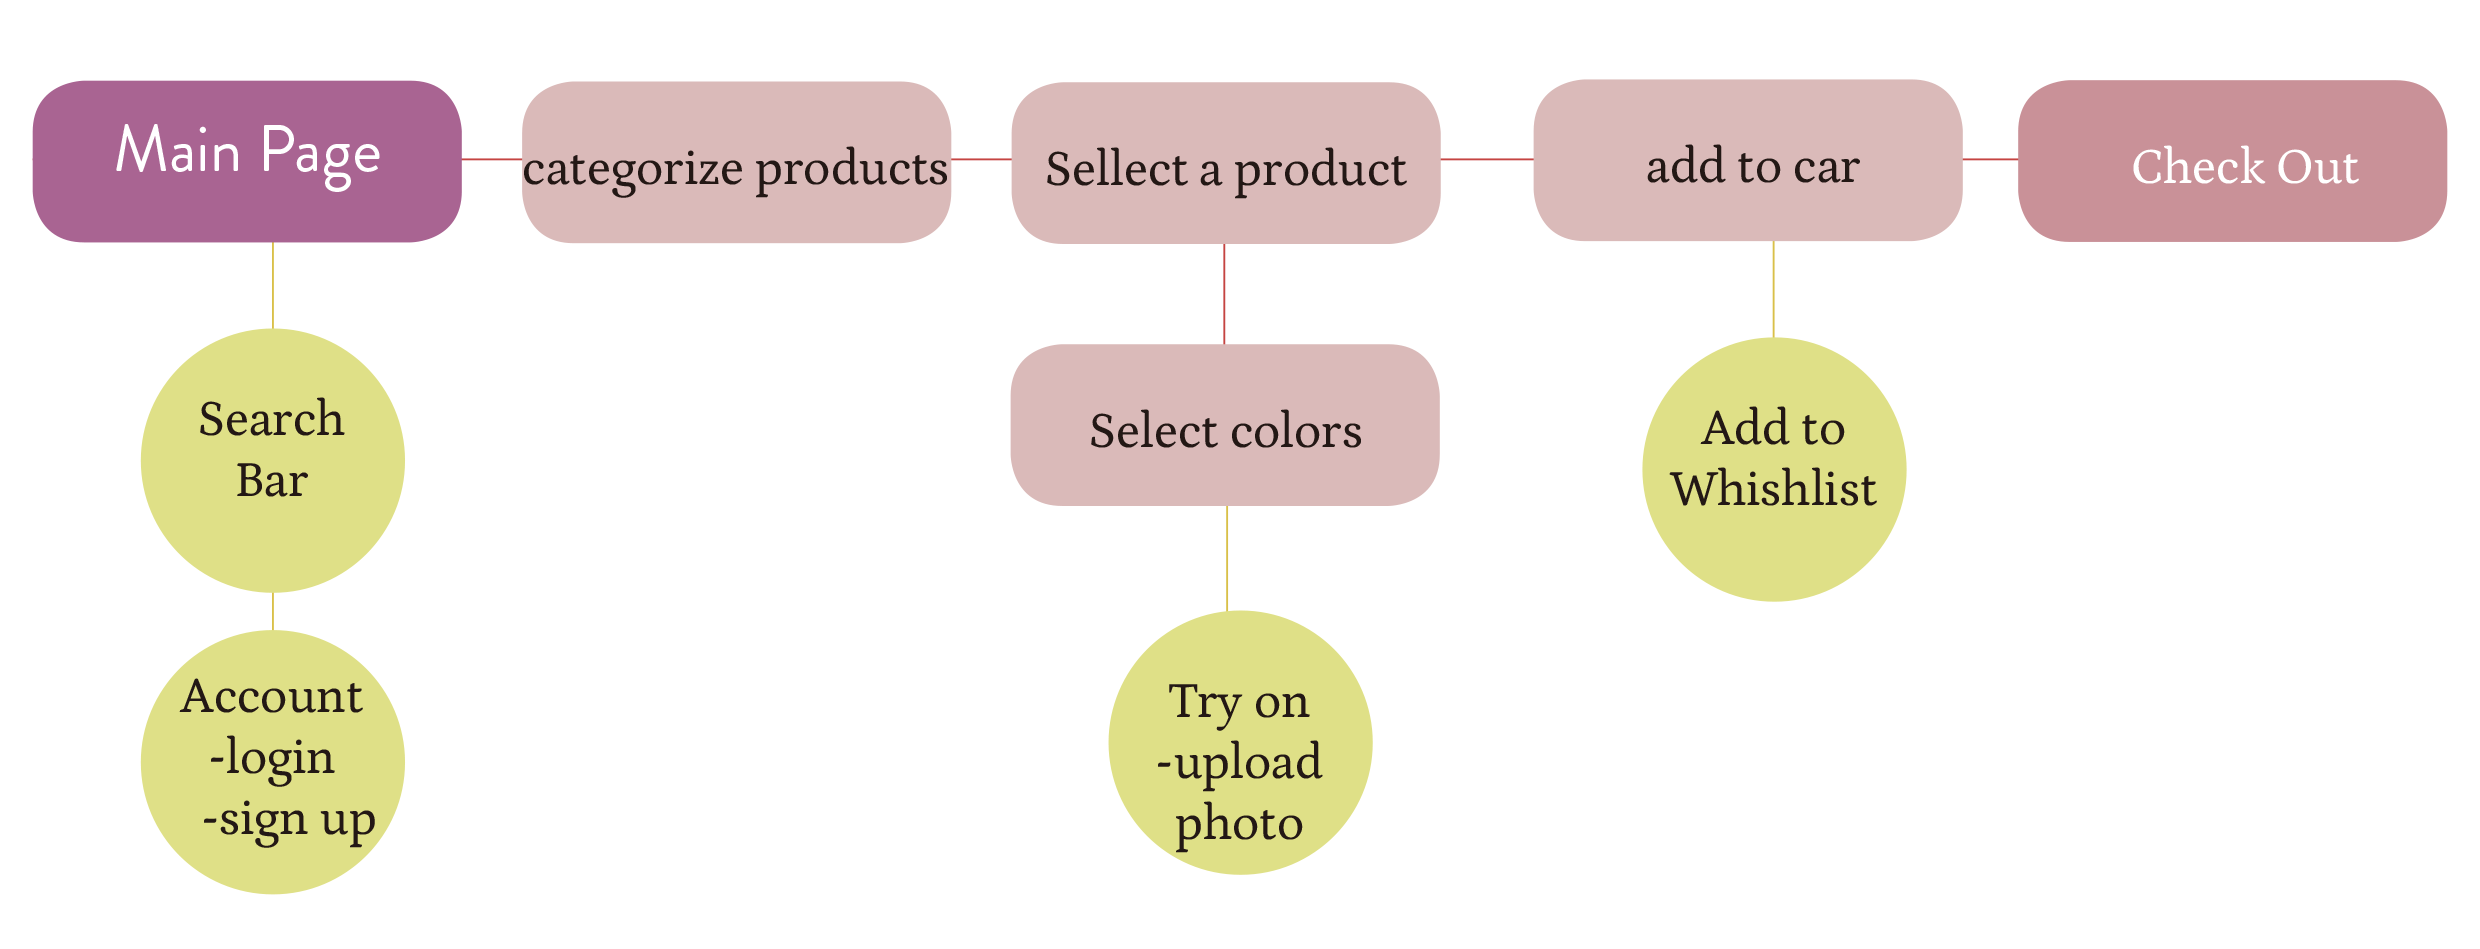 Main Page
categorize products
Sellect a product
add to car
Check Out
Search
Bar
Select colors
Add to
Whishlist
Account
-login
-sign up
Try on
-upload
photo